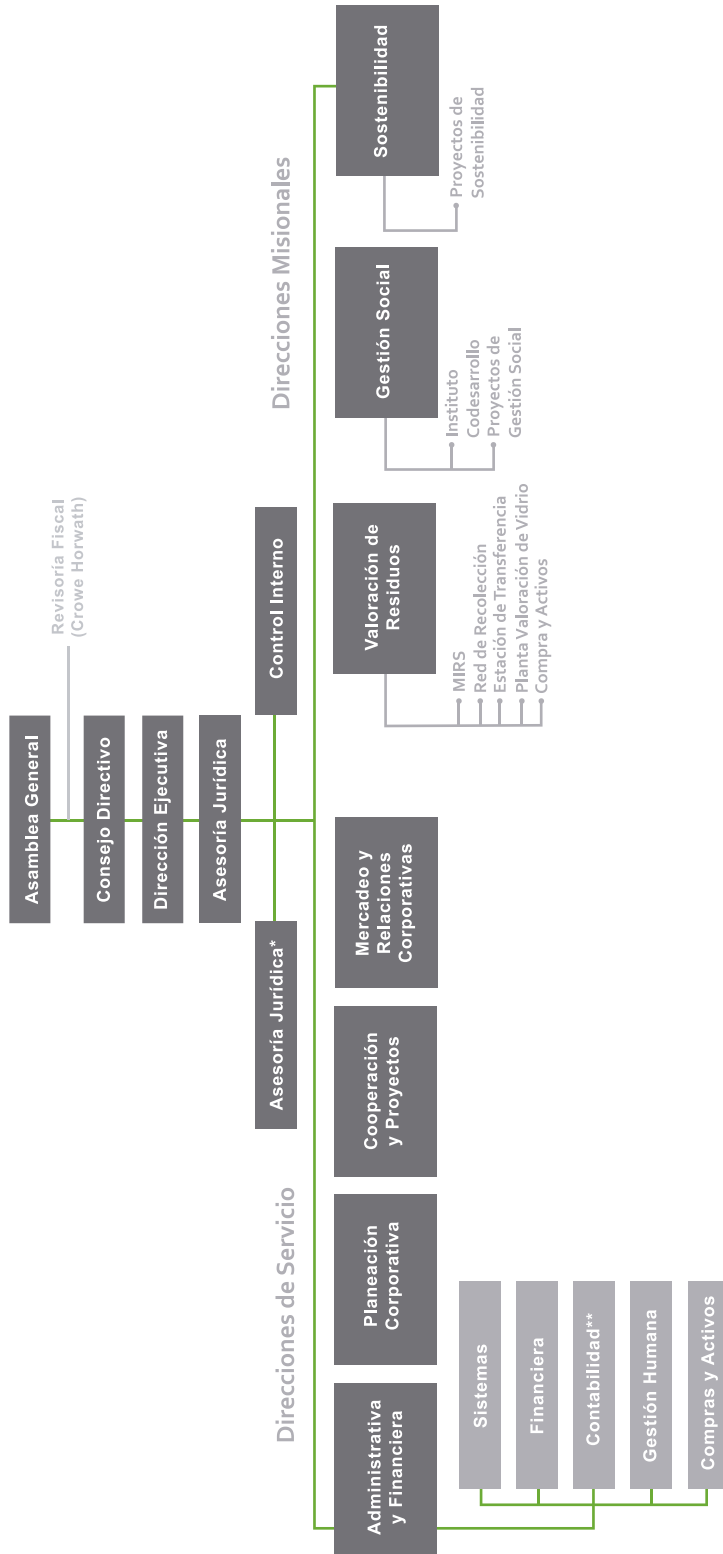 Asamblea General
Revisoría Fiscal
(Crowe Horwath)
Consejo Directivo
Dirección Ejecutiva
Asesoría Jurídica
Asesoría Jurídica*
Control Interno
Direcciones de Servicio
Direcciones Misionales
Administrativa
y Financiera
Planeación
Corporativa
Cooperación
y Proyectos
Mercadeo y
Relaciones
Corporativas
Valoración de
Residuos
Gestión Social
Sostenibilidad
Sistemas
Financiera
Contabilidad**
Gestión Humana
Compras y Activos
MIRS
Red de Recolección
Estación de Transferencia
Planta Valoración de Vidrio
Compra y Activos
Instituto
Codesarrollo
Proyectos de
Gestión Social
Proyectos de
Sostenibilidad